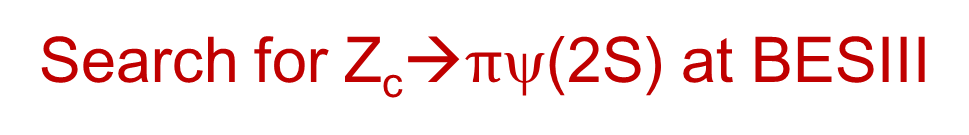 Search for Zc→πψ(2S) at BESIII